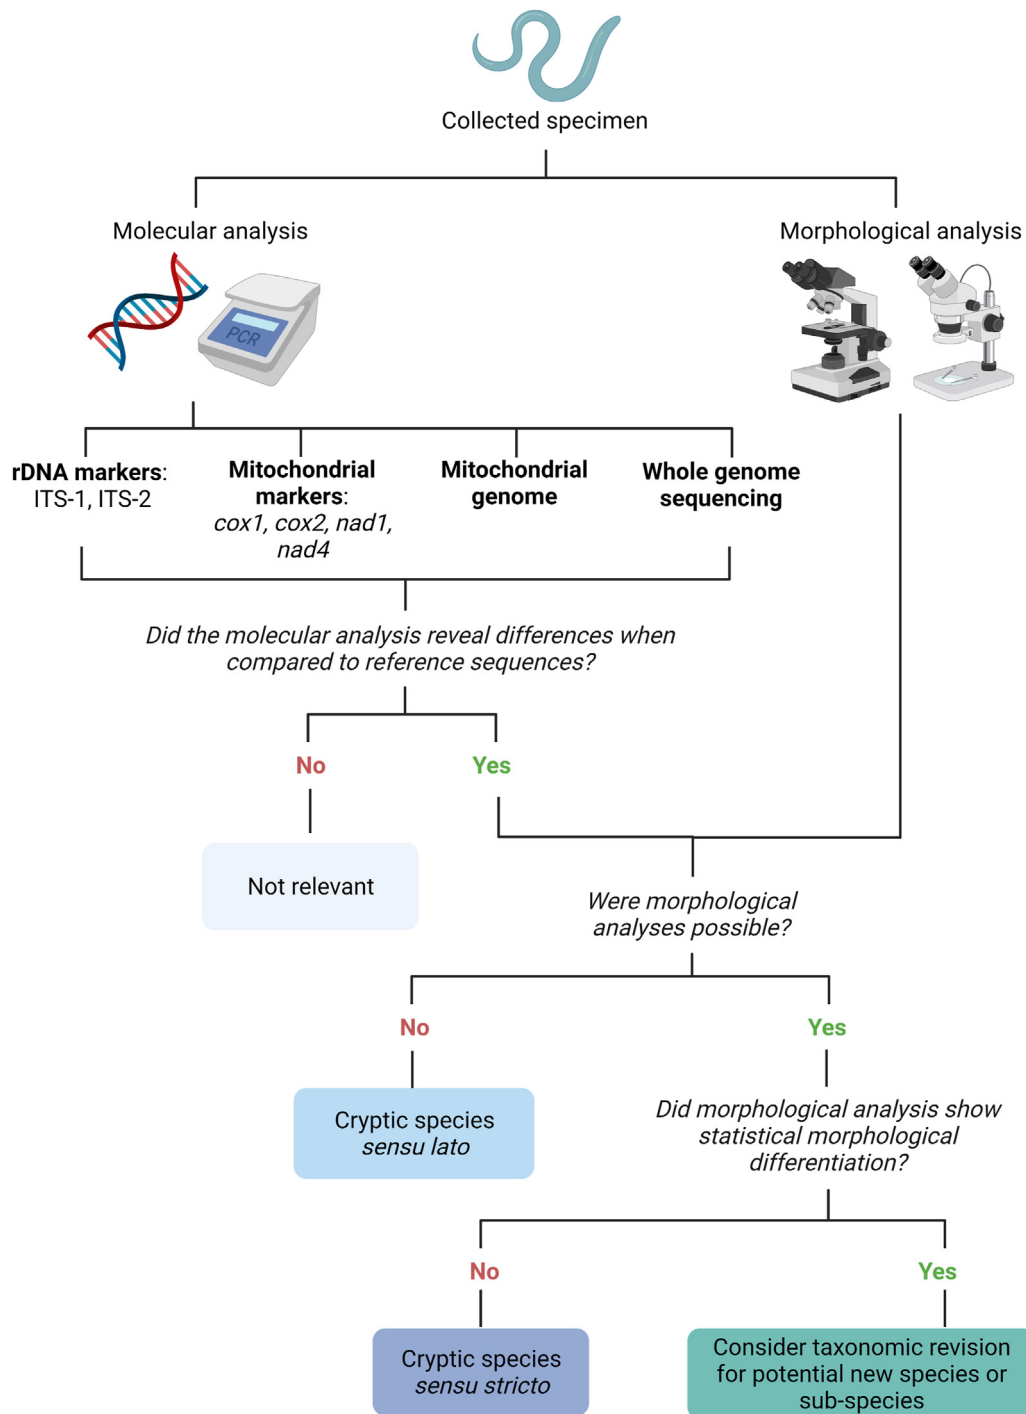 Collected specimen
Molecular analysis
Morphological analysis
PCR
rDNA markers:
ITS-1, ITS-2
Mitochondrial
markers:
cox1, cox2, nad1,
nad4
Mitochondrial
genome
Whole genome
sequencing
Did the molecular analysis reveal differences when
compared to reference sequences?
No
Yes
Not relevant
Were morphological
analyses possible?
No
Yes
Cryptic species
sensu lato
Did morphological analysis show
statistical morphological
differentiation?
No
Yes
Cryptic species
sensu stricto
Consider taxonomic revision
for potential new species or
sub-species